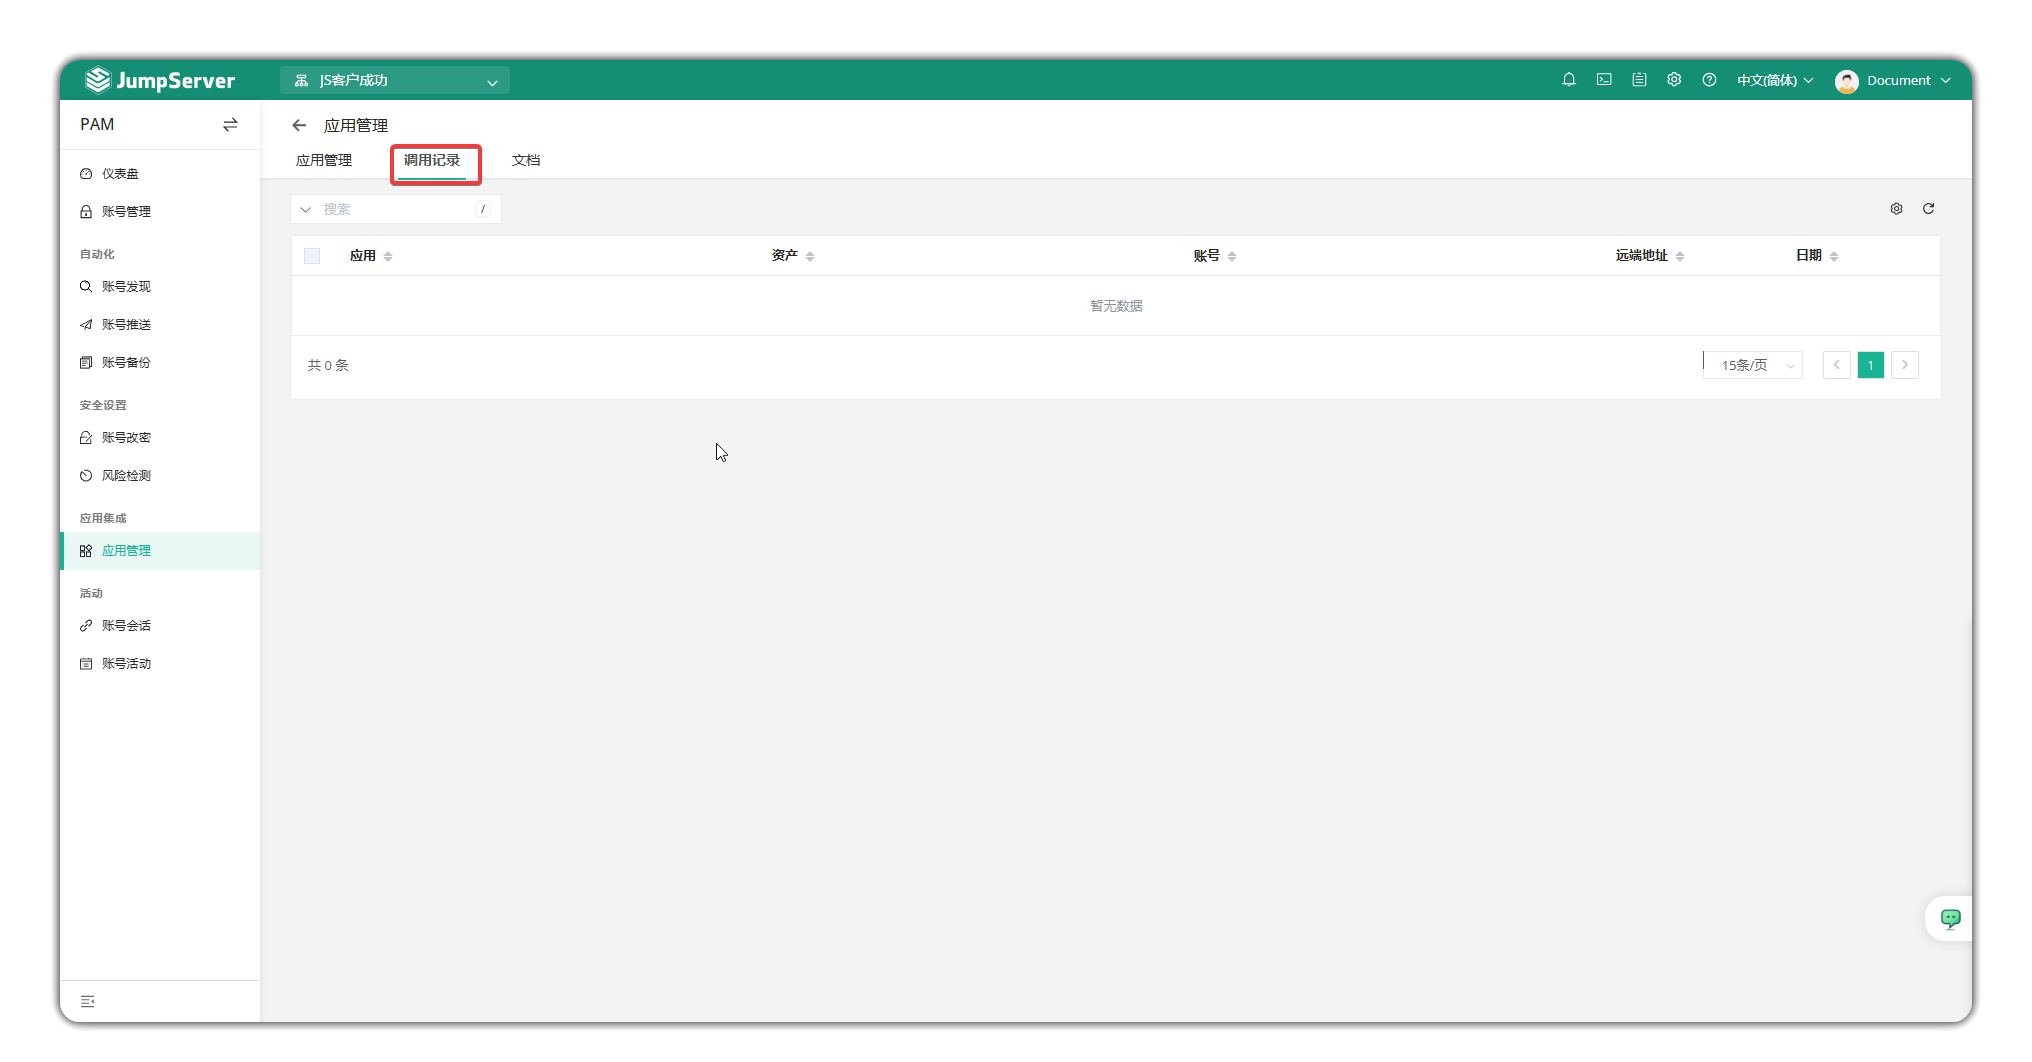 JumpServer
JS客户成功
中文(简体)
Document
PAM
仪表盘
账号管理
自动化
账号发现
账号推送
账号备份
安全设置
账号改密
风险检测
应用集成
应用管理
活动
账号会话
账号活动
应用管理
应用管理
调用记录
文档
搜索
/
应用
资产
账号
远端地址
日期
暂无数据
共 0 条
15条/页
1